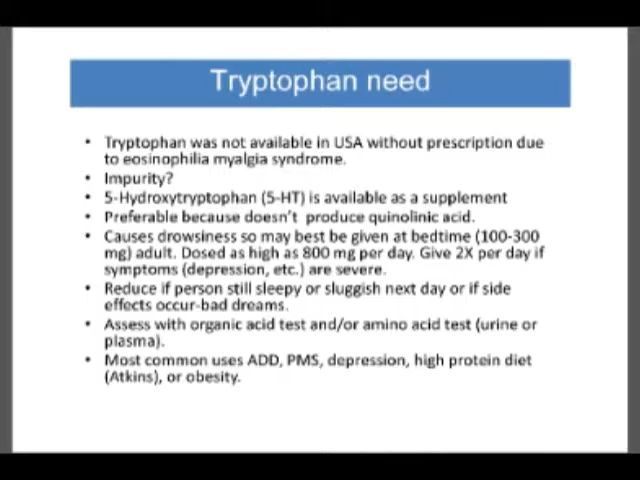 Tryptophan need
• Tryptophan was not available in USA without prescription due
to eosinophilia myalgia syndrome.
• Impurity?
• 5-Hydroxytryptophan (5-HT) is available as a supplement
• Preferable because doesn't produce quinolinic acid.
• Causes drowsiness so may best be given at bedtime (100-300
mg) adult. Dosed as high as 800 mg per day. Give 2X per day if
symptoms (depression, etc.) are severe.
• Reduce if person still sleepy or sluggish next day or if side
effects occur-bad dreams.
• Assess with organic acid test and/or amino acid test (urine or
plasma).
• Most common uses ADD, PMS, depression, high protein diet
(Atkins), or obesity.